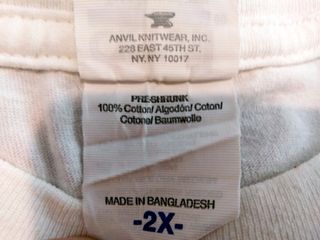 ANVIL KNITWEAR, INC.
228 EAST 45TH ST.
NY, NY 10017
PRESHRUNK
100% Cotton/ Algodón/ Coton/
Cotone/ Baumwolle
MADE IN BANGLADESH
-2X-